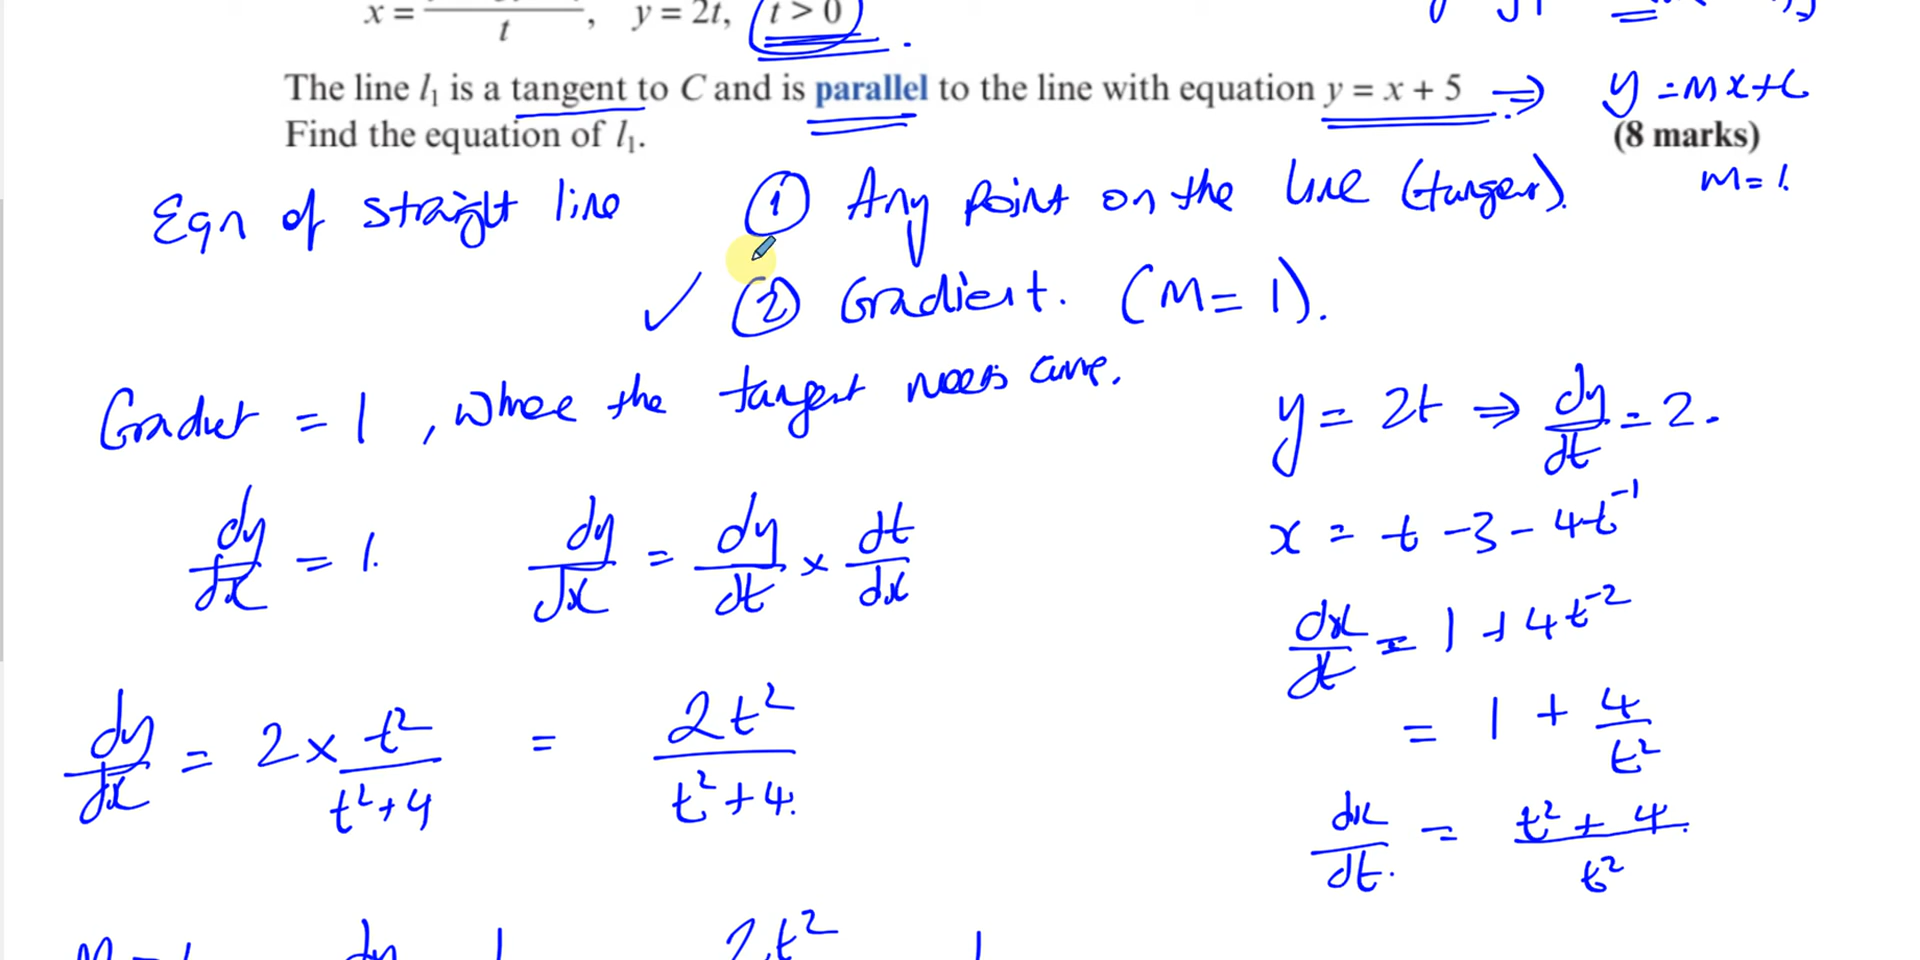 x = ―/t, y = 2t, t > 0
The line l₁ is a tangent to C and is parallel to the line with equation y = x + 5 ⇒ y = mx+c
Find the equation of l₁. (8 marks)
m = 1.
Eqn of straight line ① Any point on the line (tangent).
✓ ② Gradient. (M = 1).
Gradient = 1, where the tangent meets curve.
y = 2t ⇒ dy/dt = 2.
dy/dx = 1. dy/dx = dy/dt × dt/dx
x = t - 3 - 4t⁻¹
dx/dt = 1 + 4t⁻²
= 1 + 4/t²
dy/dx = 2 × t²/(t²+4) = 2t²/(t²+4).
dx/dt. = (t² + 4)/t²
2t²